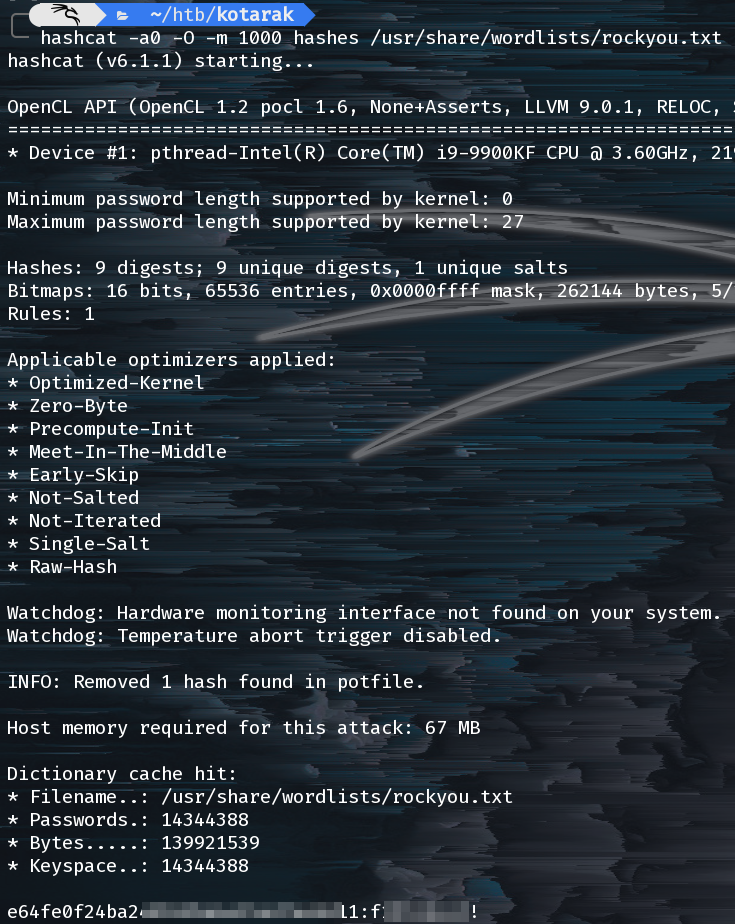 ~/htb/kotarak
hashcat -a0 -O -m 1000 hashes /usr/share/wordlists/rockyou.txt
hashcat (v6.1.1) starting...
OpenCL API (OpenCL 1.2 pocl 1.6, None+Asserts, LLVM 9.0.1, RELOC,
================================================================
* Device #1: pthread-Intel(R) Core(TM) i9-9900KF CPU @ 3.60GHz, 21
Minimum password length supported by kernel: 0
Maximum password length supported by kernel: 27
Hashes: 9 digests; 9 unique digests, 1 unique salts
Bitmaps: 16 bits, 65536 entries, 0x0000ffff mask, 262144 bytes, 5/
Rules: 1
Applicable optimizers applied:
* Optimized-Kernel
* Zero-Byte
* Precompute-Init
* Meet-In-The-Middle
* Early-Skip
* Not-Salted
* Not-Iterated
* Single-Salt
* Raw-Hash
Watchdog: Hardware monitoring interface not found on your system.
Watchdog: Temperature abort trigger disabled.
INFO: Removed 1 hash found in potfile.
Host memory required for this attack: 67 MB
Dictionary cache hit:
* Filename..: /usr/share/wordlists/rockyou.txt
* Passwords.: 14344388
* Bytes.....: 139921539
* Keyspace..: 14344388
e64fe0f24ba2 11:f !